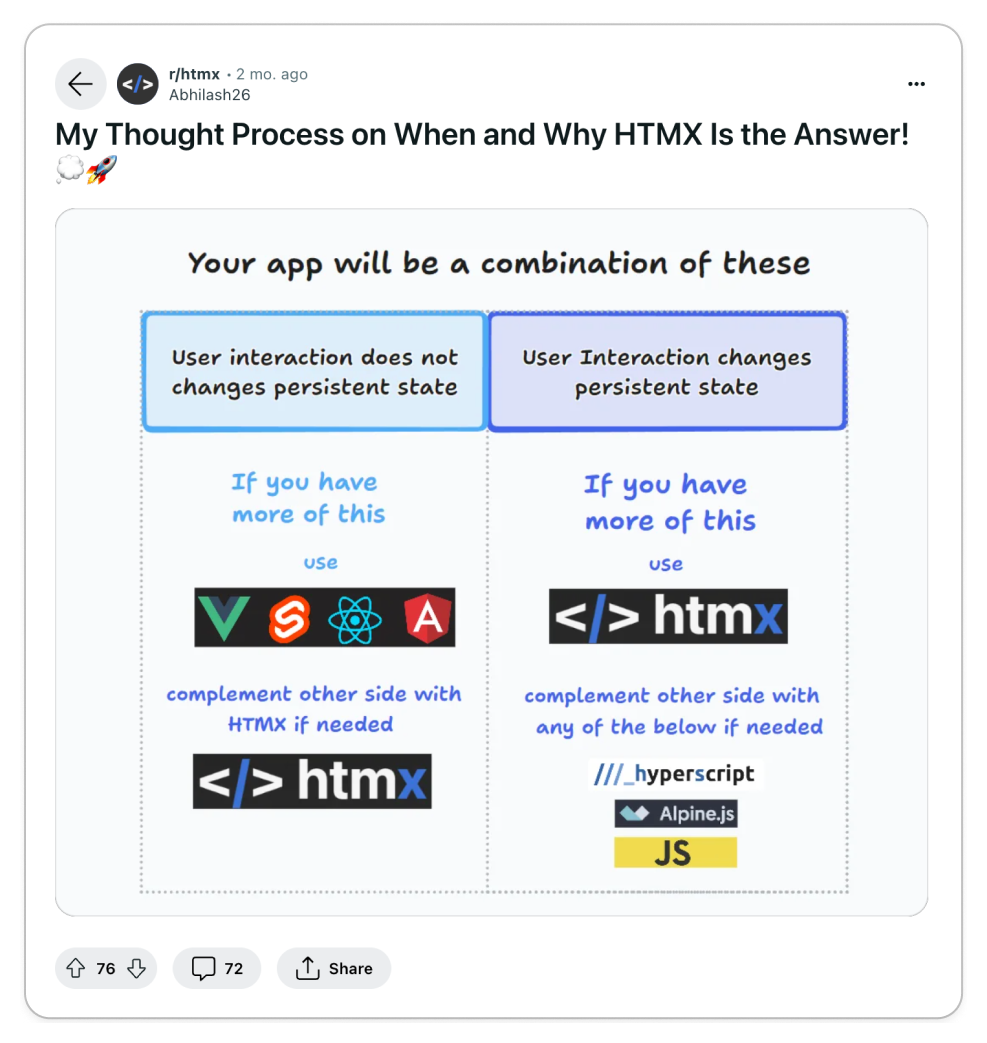 r/htmx • 2 mo. ago
Abhilash26
My Thought Process on When and Why HTMX Is the Answer!
💭🚀
Your app will be a combination of these
User interaction does not
changes persistent state
If you have
more of this
use
complement other side with
HTMX if needed
</> htmx
User Interaction changes
persistent state
If you have
more of this
use
</> htmx
complement other side with
any of the below if needed
///_hyperscript
Alpine.js
JS
76
72
Share